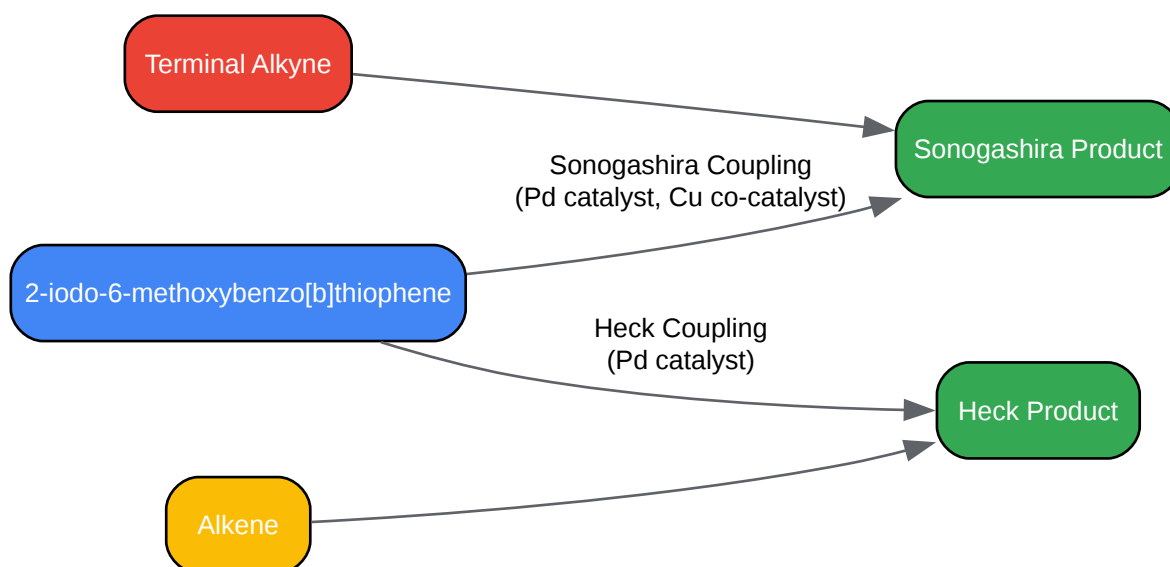 Terminal Alkyne
Sonogashira Product
Sonogashira Coupling
(Pd catalyst, Cu co-catalyst)
2-iodo-6-methoxybenzo[b]thiophene
Heck Coupling
(Pd catalyst)
Heck Product
Alkene